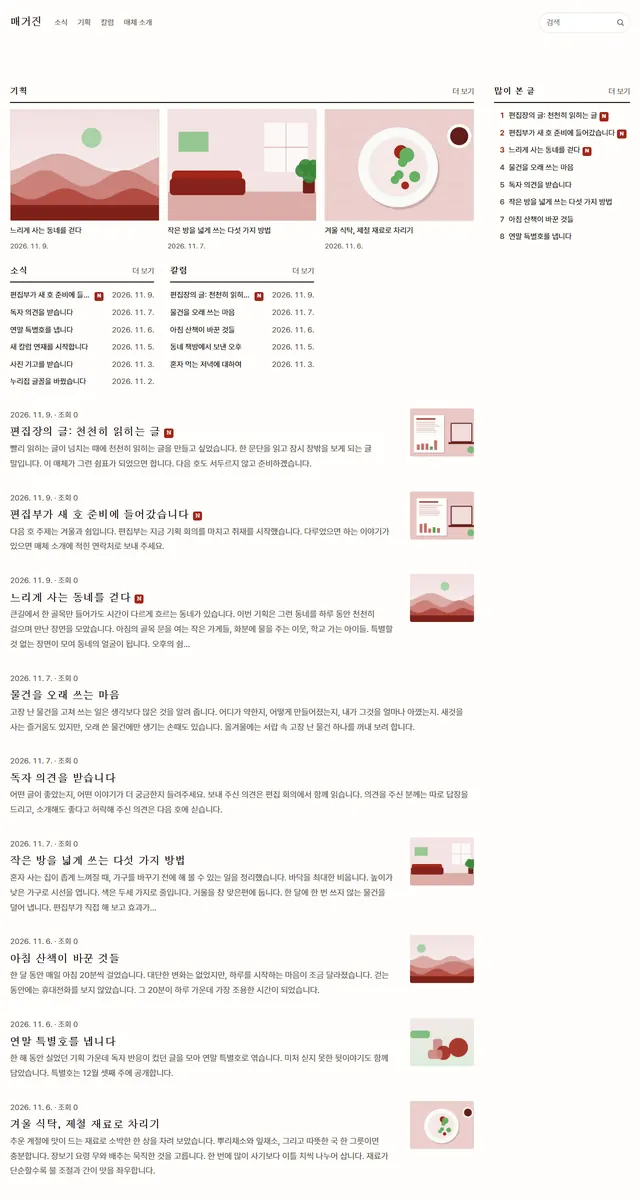 매거진
소식 기획 칼럼 매체 소개
검색
기획 더 보기
느리게 사는 동네를 걷다
2026. 11. 9.
작은 방을 넓게 쓰는 다섯 가지 방법
2026. 11. 7.
겨울 식탁, 제철 재료로 차리기
2026. 11. 6.
많이 본 글 더 보기
1 편집장의 글: 천천히 읽히는 글 N
2 편집부가 새 호 준비에 들어갔습니다 N
3 느리게 사는 동네를 걷다 N
4 물건을 오래 쓰는 마음
5 독자 의견을 받습니다
6 작은 방을 넓게 쓰는 다섯 가지 방법
7 아침 산책이 바꾼 것들
8 연말 특별호를 냅니다
소식 더 보기
편집부가 새 호 준비에 들... N 2026. 11. 9.
독자 의견을 받습니다 2026. 11. 7.
연말 특별호를 냅니다 2026. 11. 6.
새 칼럼 연재를 시작합니다 2026. 11. 5.
사진 기고를 받습니다 2026. 11. 3.
누리집 글꼴을 바꿨습니다 2026. 11. 2.
칼럼 더 보기
편집장의 글: 천천히 읽히... N 2026. 11. 9.
물건을 오래 쓰는 마음 2026. 11. 7.
아침 산책이 바꾼 것들 2026. 11. 6.
동네 책방에서 보낸 오후 2026. 11. 5.
혼자 먹는 저녁에 대하여 2026. 11. 3.
2026. 11. 9. · 조회 0
편집장의 글: 천천히 읽히는 글 N
빨리 읽히는 글이 넘치는 때에 천천히 읽히는 글을 만들고 싶었습니다. 한 문단을 읽고 잠시 창밖을 보게 되는 글
말입니다. 이 매체가 그런 쉼표가 되었으면 합니다. 다음 호도 서두르지 않고 준비하겠습니다.
2026. 11. 9. · 조회 0
편집부가 새 호 준비에 들어갔습니다 N
다음 호 주제는 겨울과 쉼입니다. 편집부는 지금 기획 회의를 마치고 취재를 시작했습니다. 다루었으면 하는 이야기가
있으면 매체 소개에 적힌 연락처로 보내 주세요.
2026. 11. 9. · 조회 0
느리게 사는 동네를 걷다 N
큰길에서 한 골목만 들어가도 시간이 다르게 흐르는 동네가 있습니다. 이번 기획은 그런 동네를 하루 동안 천천히
걸으며 만난 장면을 모았습니다. 아침의 골목 문을 여는 작은 가게들, 화분에 물을 주는 이웃, 학교 가는 아이들. 특별할
것 없는 장면이 모여 동네의 얼굴이 됩니다. 오후의 쉼...
2026. 11. 7. · 조회 0
물건을 오래 쓰는 마음
고장 난 물건을 고쳐 쓰는 일은 생각보다 많은 것을 알려 줍니다. 어디가 약한지, 어떻게 만들어졌는지, 내가 그것을 얼마나 아꼈는지. 새것을
사는 즐거움도 있지만, 오래 쓴 물건에만 생기는 손때도 있습니다. 올겨울에는 서랍 속 고장 난 물건 하나를 꺼내 보려 합니다.
2026. 11. 7. · 조회 0
독자 의견을 받습니다
어떤 글이 좋았는지, 어떤 이야기가 더 궁금한지 들려주세요. 보내 주신 의견은 편집 회의에서 함께 읽습니다. 의견을 주신 분께는 따로 답장을
드리고, 소개해도 좋다고 허락해 주신 의견은 다음 호에 싣습니다.
2026. 11. 7. · 조회 0
작은 방을 넓게 쓰는 다섯 가지 방법
혼자 사는 집이 좁게 느껴질 때, 가구를 바꾸기 전에 해 볼 수 있는 일을 정리했습니다. 바닥을 최대한 비웁니다. 높이가
낮은 가구로 시선을 엽니다. 색은 두세 가지로 줄입니다. 거울을 창 맞은편에 둡니다. 한 달에 한 번 쓰지 않는 물건을
덜어 냅니다. 편집부가 직접 해 보고 효과가...
2026. 11. 6. · 조회 0
아침 산책이 바꾼 것들
한 달 동안 매일 아침 20분씩 걸었습니다. 대단한 변화는 없었지만, 하루를 시작하는 마음이 조금 달라졌습니다. 걷는
동안에는 휴대전화를 보지 않았습니다. 그 20분이 하루 가운데 가장 조용한 시간이 되었습니다.
2026. 11. 6. · 조회 0
연말 특별호를 냅니다
한 해 동안 실었던 기획 가운데 독자 반응이 컸던 글을 모아 연말 특별호로 엮습니다. 미처 싣지 못한 뒷이야기도 함께
담았습니다. 특별호는 12월 셋째 주에 공개합니다.
2026. 11. 6. · 조회 0
겨울 식탁, 제철 재료로 차리기
추운 계절에 맛이 드는 재료로 소박한 한 상을 차려 보았습니다. 뿌리채소와 잎채소, 그리고 따뜻한 국 한 그릇이면
충분합니다. 장보기 요령 무와 배추는 묵직한 것을 고릅니다. 한 번에 많이 사기보다 이틀 치씩 나누어 삽니다. 재료가
단순할수록 불 조절과 간이 맛을 좌우합니다.